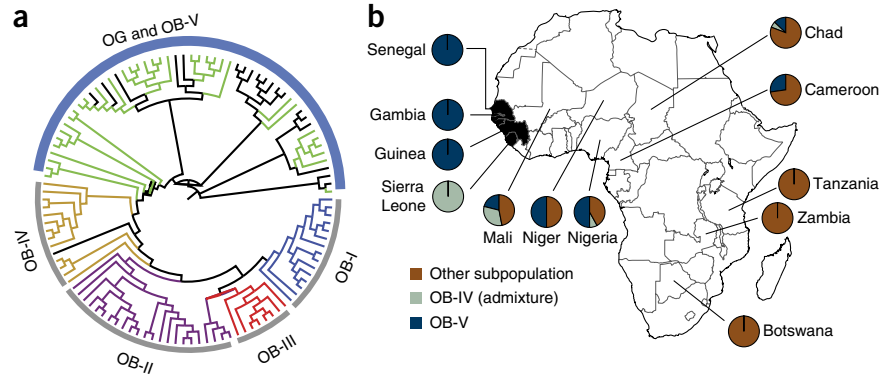 a
OG and OB-V
OB-IV
OB-I
OB-II
OB-III
b
Senegal
Gambia
Guinea
Sierra
Leone
Mali
Niger
Nigeria
Chad
Cameroon
Tanzania
Zambia
Botswana
Other subpopulation
OB-IV (admixture)
OB-V